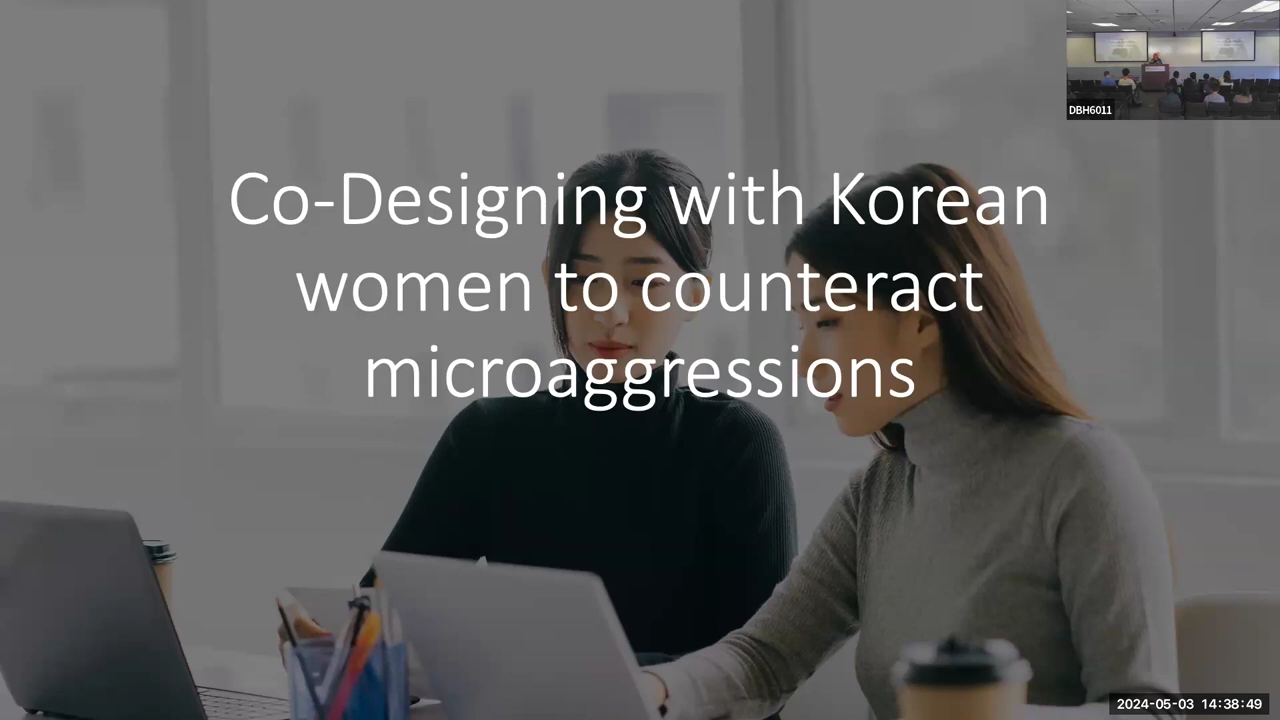 DBH6011
Co-Designing with Korean
women to counteract
microaggressions
2024-05-03 14:38:49